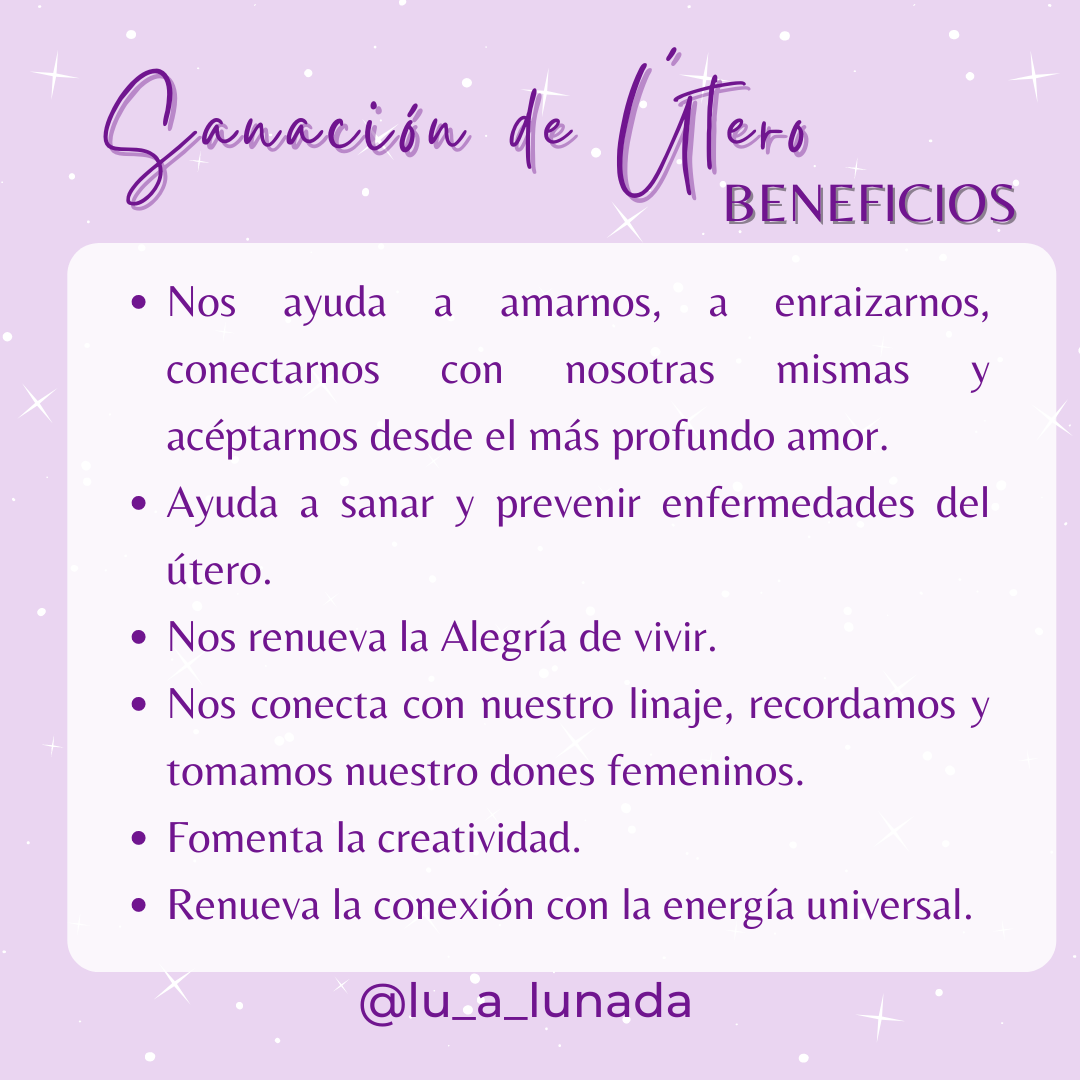 Sanación de Útero
BENEFICIOS
• Nos ayuda a amarnos, a enraizarnos,
conectarnos con nosotras mismas y
acéptarnos desde el más profundo amor.
• Ayuda a sanar y prevenir enfermedades del
útero.
• Nos renueva la Alegría de vivir.
• Nos conecta con nuestro linaje, recordamos y
tomamos nuestro dones femeninos.
• Fomenta la creatividad.
• Renueva la conexión con la energía universal.
@lu_a_lunada